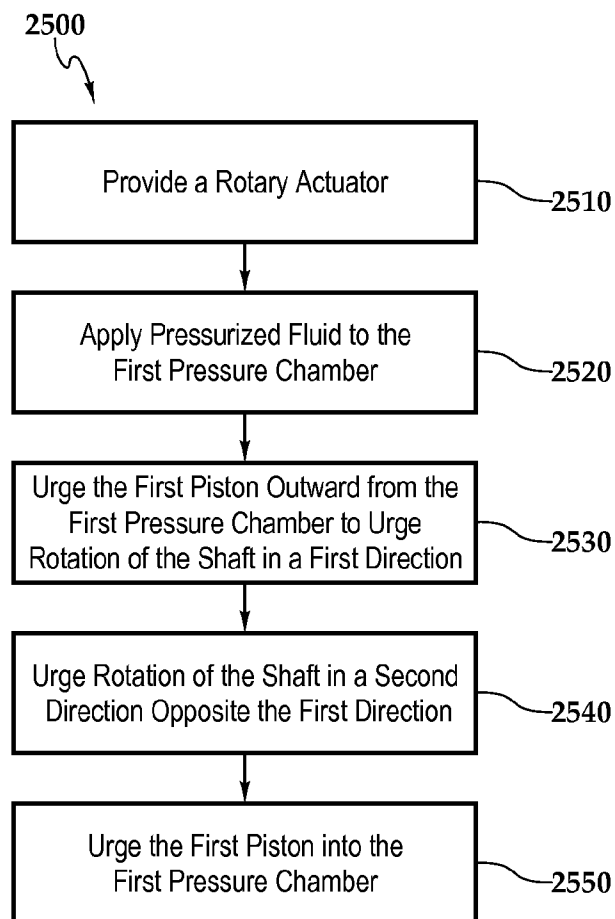 2500
Provide a Rotary Actuator
2510
Apply Pressurized Fluid to the
First Pressure Chamber
2520
Urge the First Piston Outward from the
First Pressure Chamber to Urge
Rotation of the Shaft in a First Direction
2530
Urge Rotation of the Shaft in a Second
Direction Opposite the First Direction
2540
Urge the First Piston into the
First Pressure Chamber
2550